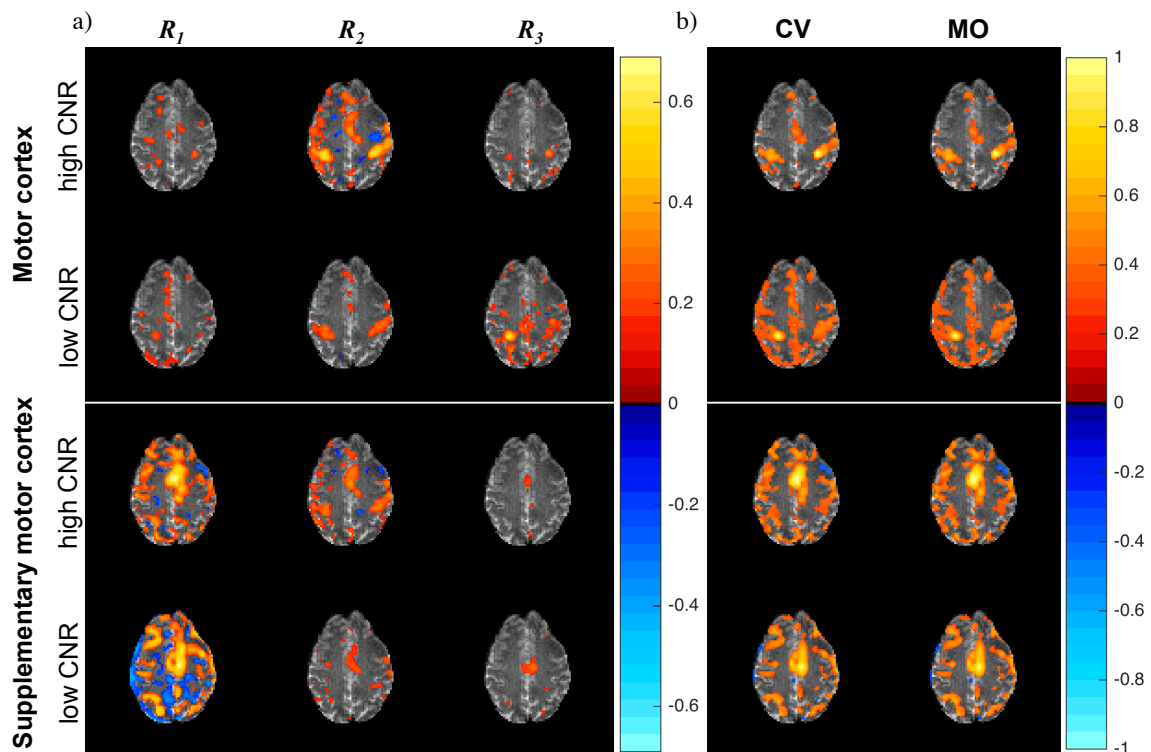 a)
R1 R2 R3
b)
CV MO
Motor cortex
high CNR
low CNR
Supplementary motor cortex
high CNR
low CNR
0.6
0.4
0.2
0
-0.2
-0.4
-0.6
1
0.8
0.6
0.4
0.2
0
-0.2
-0.4
-0.6
-0.8
-1